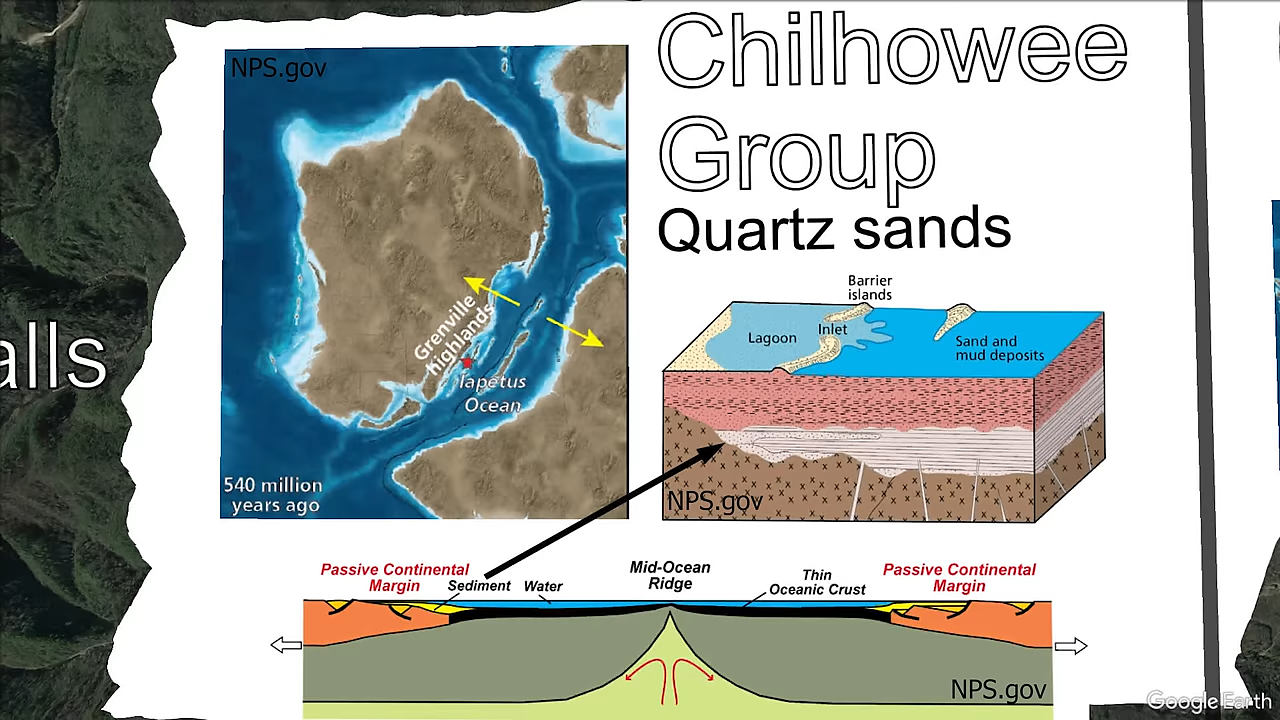 Chilhowee
Group
Quartz sands
NPS.gov
Grenville
highlands
Iapetus
Ocean
540 million
years ago
Barrier
islands
Lagoon
Inlet
Sand and
mud deposits
NPS.gov
Passive Continental
Margin
Sediment
Water
Mid-Ocean
Ridge
Thin
Oceanic Crust
Passive Continental
Margin
NPS.gov
alls
Google Earth